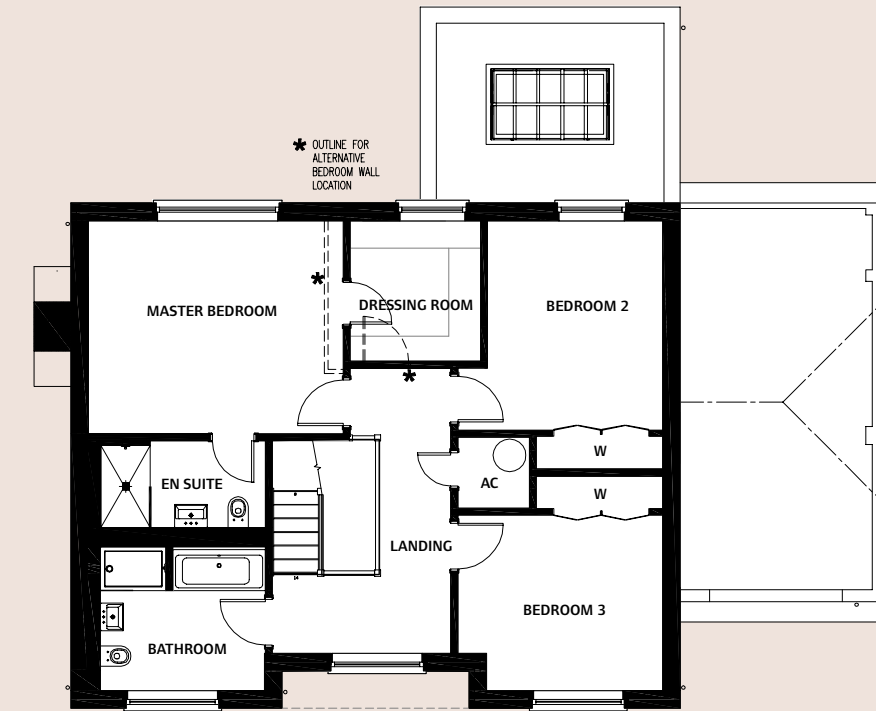 * OUTLINE FOR
ALTERNATIVE
BEDROOM WALL
LOCATION
*
MASTER BEDROOM
DRESSING ROOM
BEDROOM 2
*
W
EN SUITE
AC
W
LANDING
BEDROOM 3
BATHROOM